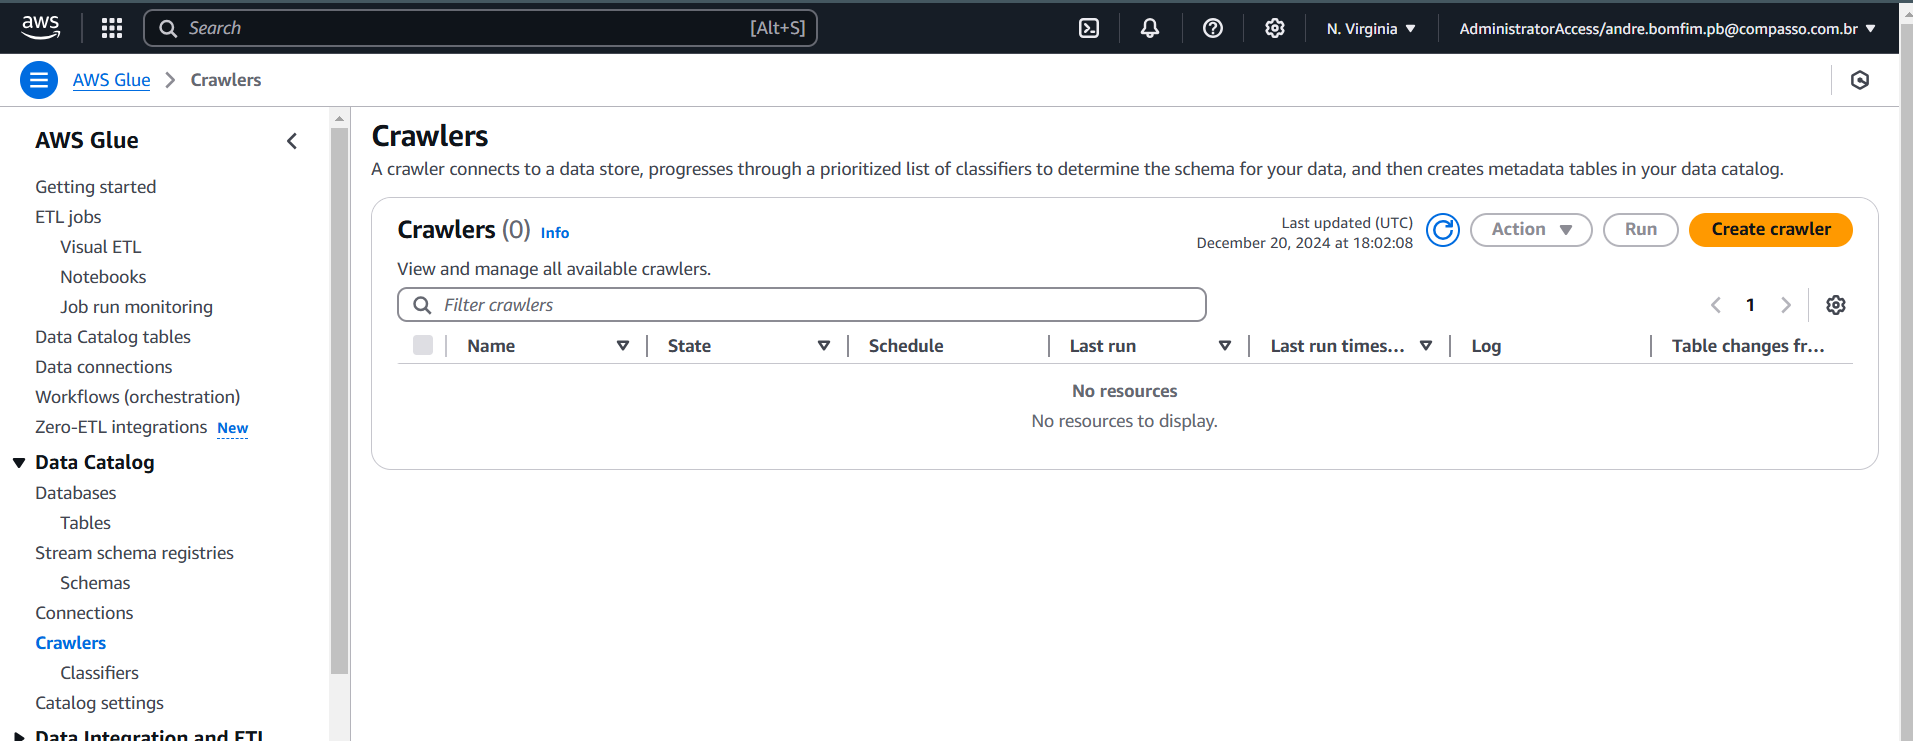 aws
Search [Alt+S]
N. Virginia
AdministratorAccess/andre.bomfim.pb@compasso.com.br
AWS Glue Crawlers
AWS Glue
Getting started
ETL jobs
Visual ETL
Notebooks
Job run monitoring
Data Catalog tables
Data connections
Workflows (orchestration)
Zero-ETL integrations New
Data Catalog
Databases
Tables
Stream schema registries
Schemas
Connections
Crawlers
Classifiers
Catalog settings
Data Integration and ETL
Crawlers
A crawler connects to a data store, progresses through a prioritized list of classifiers to determine the schema for your data, and then creates metadata tables in your data catalog.
Crawlers (0) Info
Last updated (UTC)
December 20, 2024 at 18:02:08
Action
Run
Create crawler
View and manage all available crawlers.
Filter crawlers
1
Name State Schedule Last run Last run times... Log Table changes fr...
No resources
No resources to display.